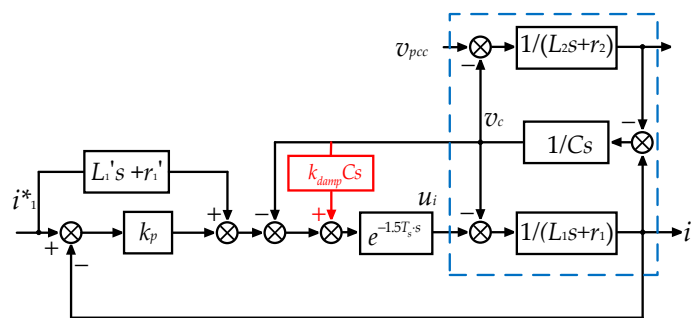 v_pcc
1/(L₂s+r₂)
v_c
1/Cs
L₁'s +r₁'
k_damp Cs
i*₁
k_p
e^(−1.5T_s·s)
u_i
1/(L₁s+r₁)
i